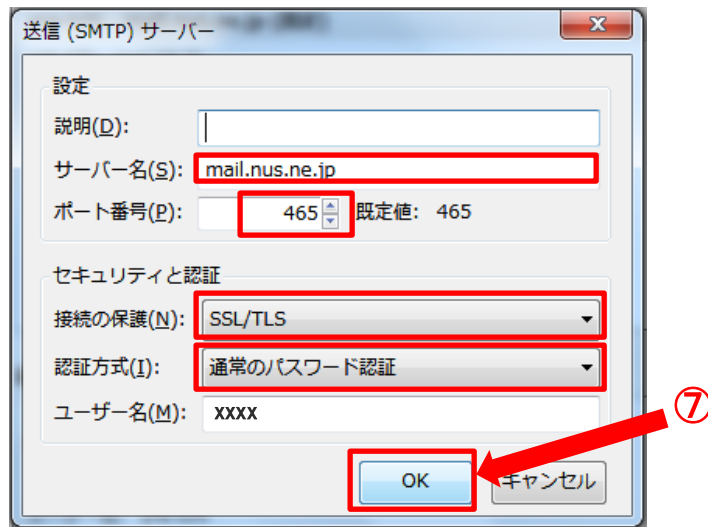 送信 (SMTP) サーバー
設定
説明(D):
サーバー名(S): mail.nus.ne.jp
ポート番号(P): 465 既定値: 465
セキュリティと認証
接続の保護(N): SSL/TLS
認証方式(I): 通常のパスワード認証
ユーザー名(M): xxxx
⑦
OK キャンセル